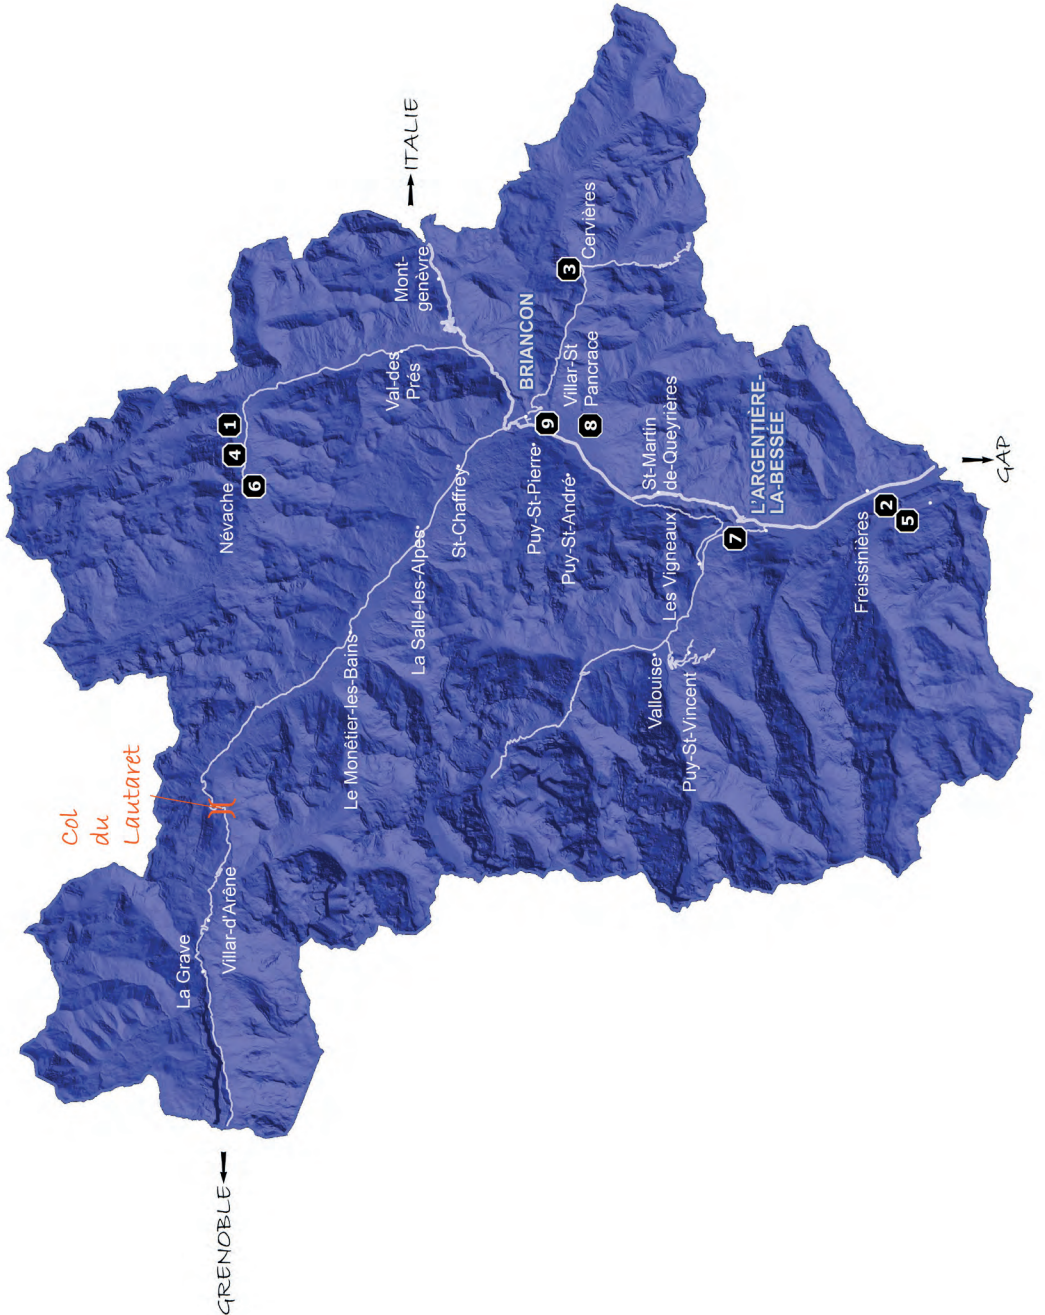 ITALIE
GRENOBLE
GAP
Col
du
Lautaret
La Grave
Villar-d'Arêne
Le Monêtier-les-Bains
La Salle-les-Alpes
St-Chaffrey
Névache
1
4
6
Val-des
Prés
Mont-
genèvre
BRIANCON
3
Cervières
Villar-St
Pancrace
9
8
Puy-St-Pierre
Puy-St-André
St-Martin
de-Queyrières
Les Vigneaux
Vallouise
Puy-St-Vincent
7
L'ARGENTIÈRE-
LA-BESSÉE
Freissinières
2
5